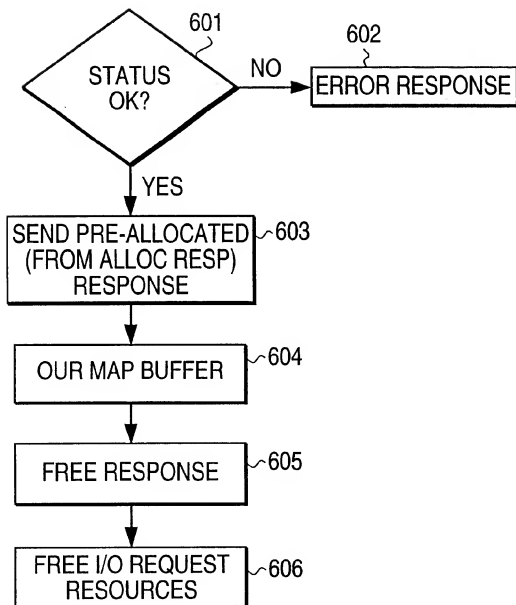 601
STATUS
OK?
NO
602
ERROR RESPONSE
YES
SEND PRE-ALLOCATED
(FROM ALLOC RESP)
RESPONSE
603
OUR MAP BUFFER
604
FREE RESPONSE
605
FREE I/O REQUEST
RESOURCES
606